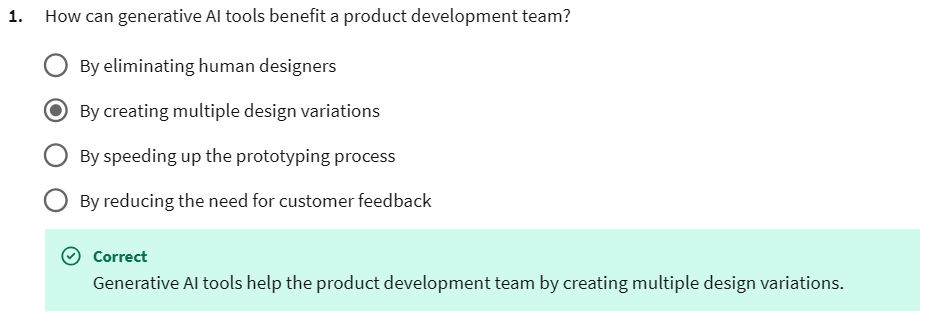 1. How can generative AI tools benefit a product development team?
By eliminating human designers
By creating multiple design variations
By speeding up the prototyping process
By reducing the need for customer feedback
Correct
Generative AI tools help the product development team by creating multiple design variations.